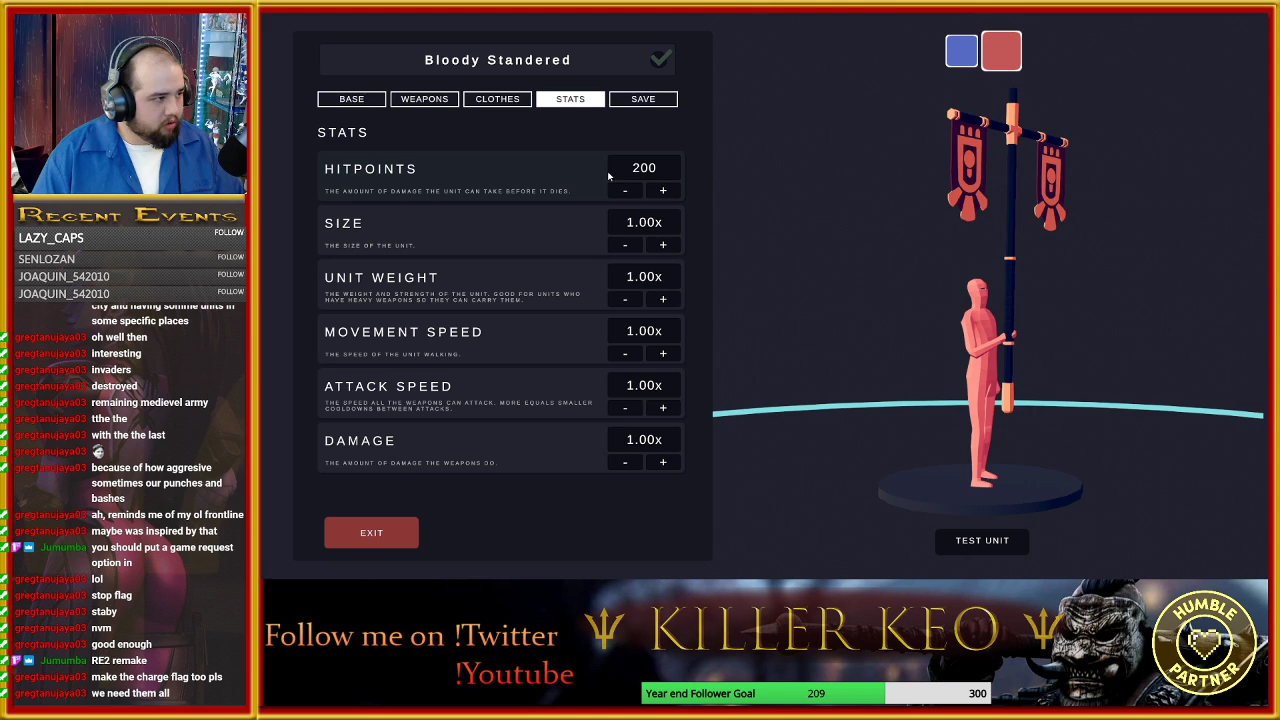 Recent Events
LAZY_CAPS FOLLOW
SENLOZAN FOLLOW
JOAQUIN_542010 FOLLOW
JOAQUIN_542010 FOLLOW
city and having somme units in
some specific places
gregtanujaya03 oh well then
gregtanujaya03 interesting
gregtanujaya03 invaders
gregtanujaya03 destroyed
gregtanujaya03 remaining medievel army
gregtanujaya03 tthe the
gregtanujaya03 with the the last
gregtanujaya03
gregtanujaya03 because of how aggresive
sometimes our punches and
bashes
gregtanujaya03 ah, reminds me of my ol frontline
gregtanujaya03 maybe was inspired by that
Jumumba you should put a game request
option in
gregtanujaya03 lol
gregtanujaya03 stop flag
gregtanujaya03 staby
gregtanujaya03 nvm
gregtanujaya03 good enough
Jumumba RE2 remake
gregtanujaya03 make the charge flag too pls
gregtanujaya03 we need them all
Bloody Standered
BASE WEAPONS CLOTHES STATS SAVE
STATS
HITPOINTS 200
THE AMOUNT OF DAMAGE THE UNIT CAN TAKE BEFORE IT DIES. - +
SIZE 1.00x
THE SIZE OF THE UNIT. - +
UNIT WEIGHT 1.00x
THE WEIGHT AND STRENGTH OF THE UNIT. GOOD FOR UNITS WHO
HAVE HEAVY WEAPONS SO THEY CAN CARRY THEM. - +
MOVEMENT SPEED 1.00x
THE SPEED OF THE UNIT WALKING. - +
ATTACK SPEED 1.00x
THE SPEED ALL THE WEAPONS CAN ATTACK. MORE EQUALS SMALLER
COOLDOWNS BETWEEN ATTACKS. - +
DAMAGE 1.00x
THE AMOUNT OF DAMAGE THE WEAPONS DO. - +
EXIT
TEST UNIT
Follow me on !Twitter
!Youtube
KILLER KEO
Year end Follower Goal 209 300
HUMBLE
PARTNER